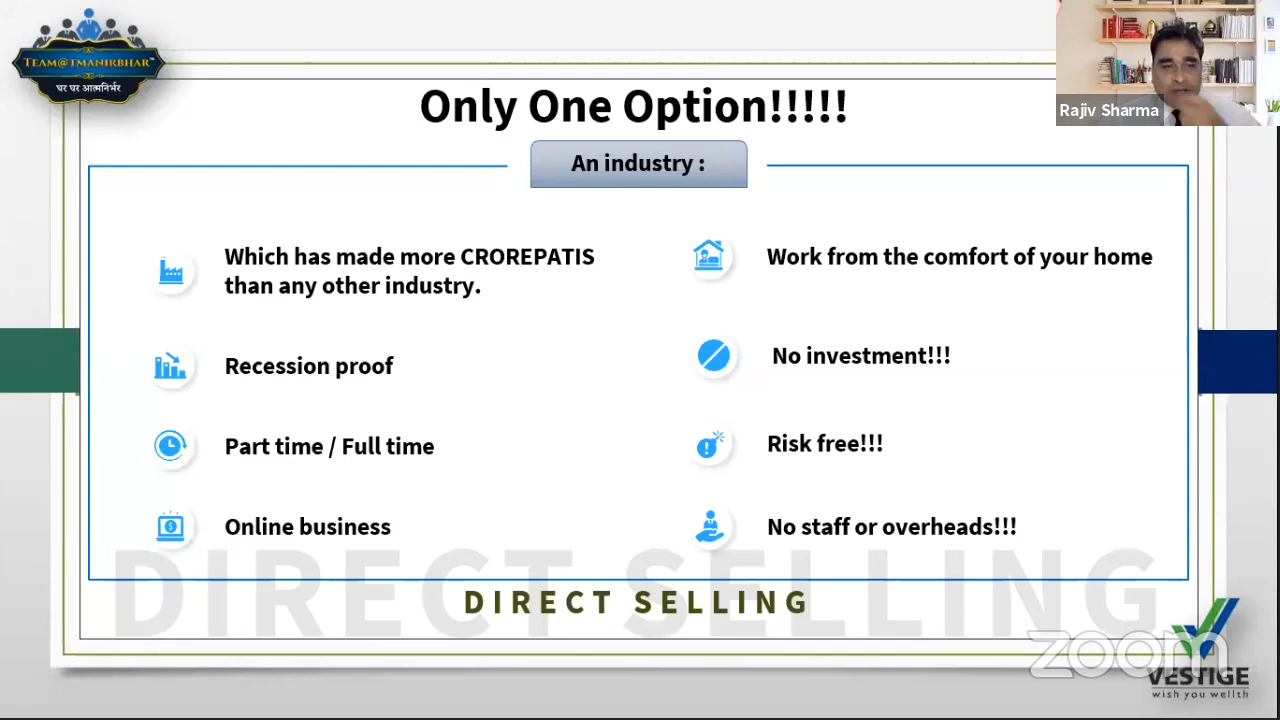 TEAM@TMANIRBHAR™
घर घर आत्मनिर्भर
Rajiv Sharma
Only One Option!!!!!
An industry :
Which has made more CROREPATIS
than any other industry.
Recession proof
Part time / Full time
Online business
Work from the comfort of your home
No investment!!!
Risk free!!!
No staff or overheads!!!
DIRECT SELLING
DIRECT SELLING
zoom
VESTIGE
wish you wellth